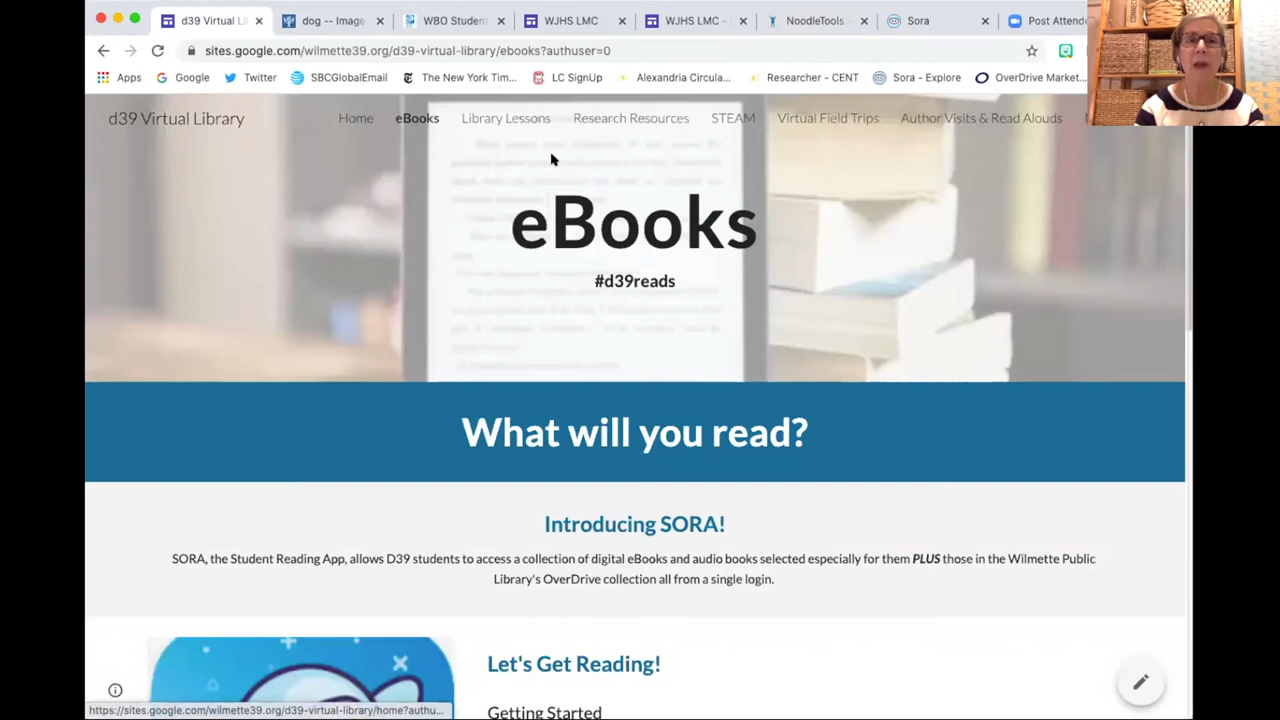 d39 Virtual Li
dog -- Image
WBO Student
WJHS LMC
WJHS LMC -
NoodleTools -
Sora
Post Attende
sites.google.com/wilmette39.org/d39-virtual-library/ebooks?authuser=0
Apps
Google
Twitter
SBCGlobalEmail
The New York Tim...
LC SignUp
Alexandria Circula...
Researcher - CENT
Sora - Explore
OverDrive Market...
d39 Virtual Library
Home
eBooks
Library Lessons
Research Resources
STEAM
Virtual Field Trips
Author Visits & Read Alouds
eBooks
#d39reads
What will you read?
Introducing SORA!
SORA, the Student Reading App, allows D39 students to access a collection of digital eBooks and audio books selected especially for them PLUS those in the Wilmette Public
Library's OverDrive collection all from a single login.
Let's Get Reading!
Getting Started
https://sites.google.com/wilmette39.org/d39-virtual-library/home?authu...